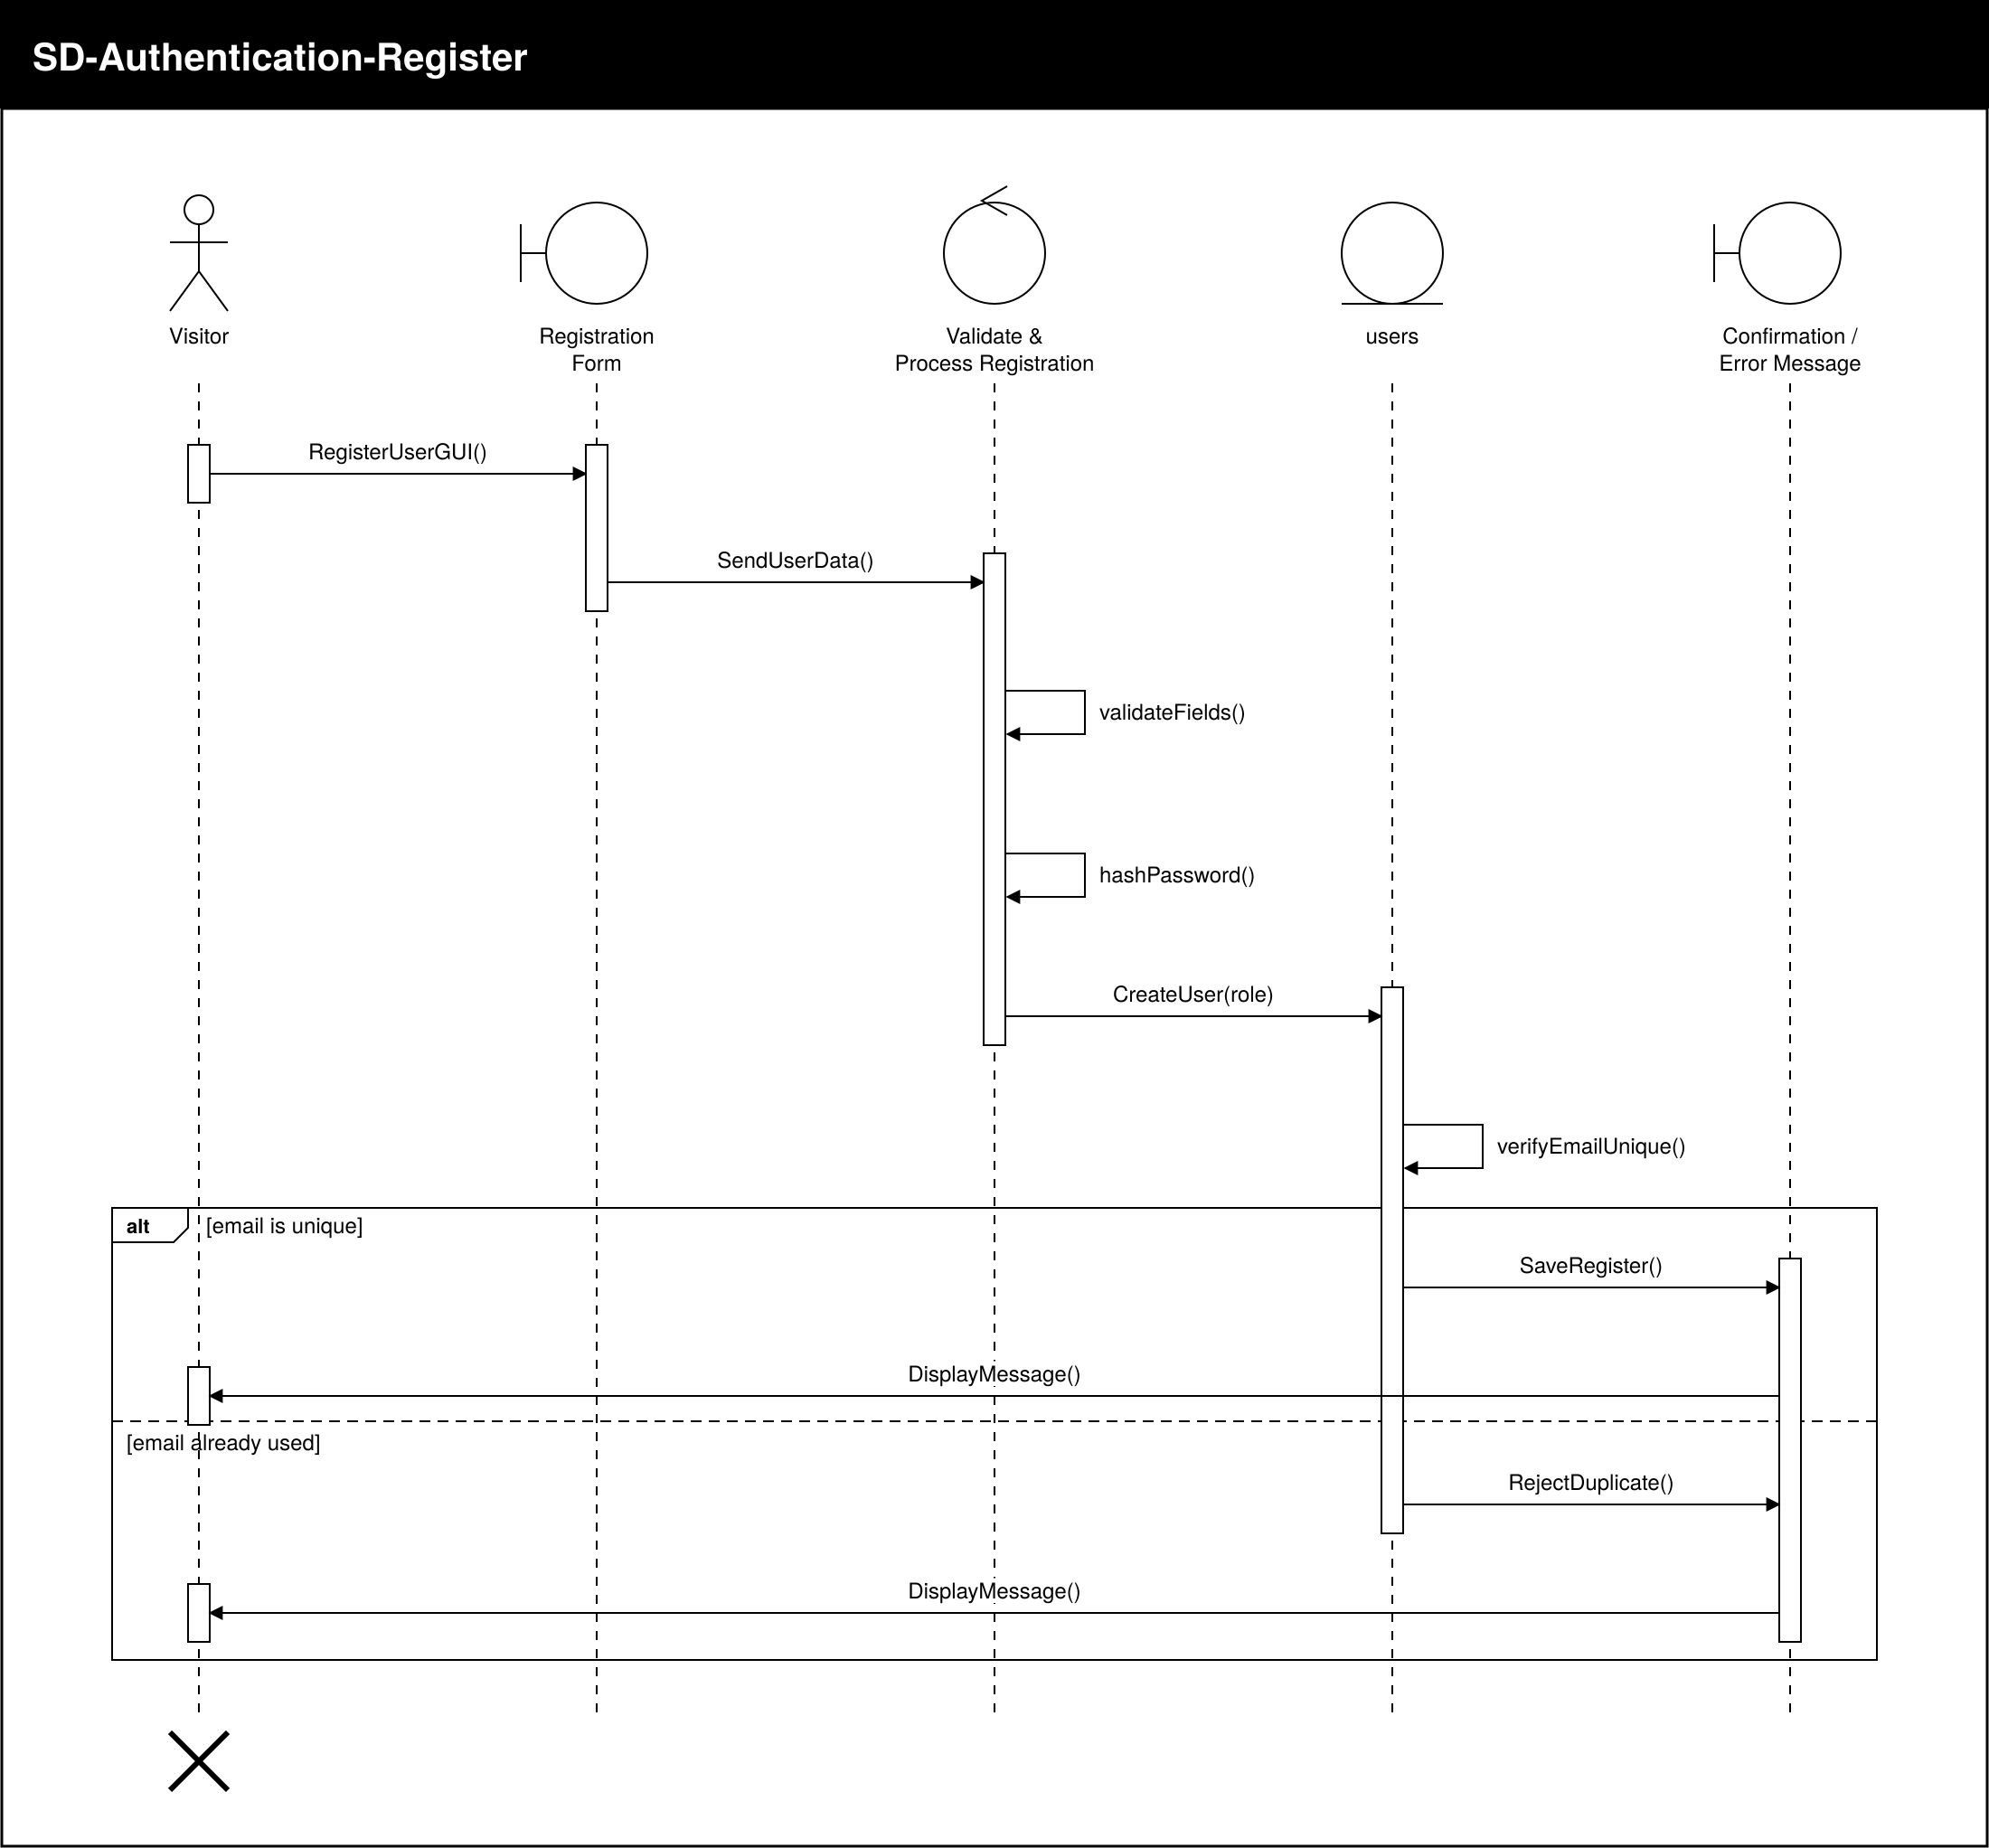 SD-Authentication-Register
Visitor
Registration
Form
Validate &
Process Registration
users
Confirmation /
Error Message
RegisterUserGUI()
SendUserData()
validateFields()
hashPassword()
CreateUser(role)
verifyEmailUnique()
alt
[email is unique]
SaveRegister()
DisplayMessage()
[email already used]
RejectDuplicate()
DisplayMessage()